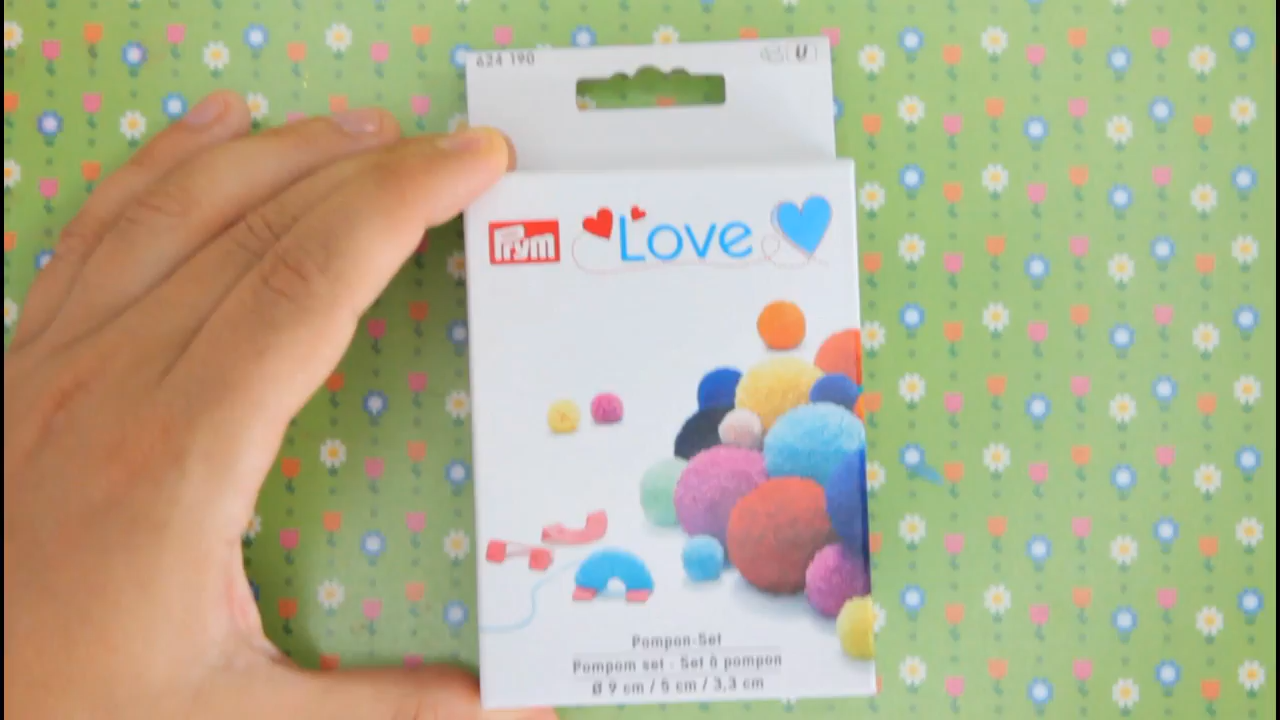 624 190
U
Prym
Love
Pompon-Set
Pompom set - Set à pompon
Ø 9 cm / 5 cm / 3,3 cm